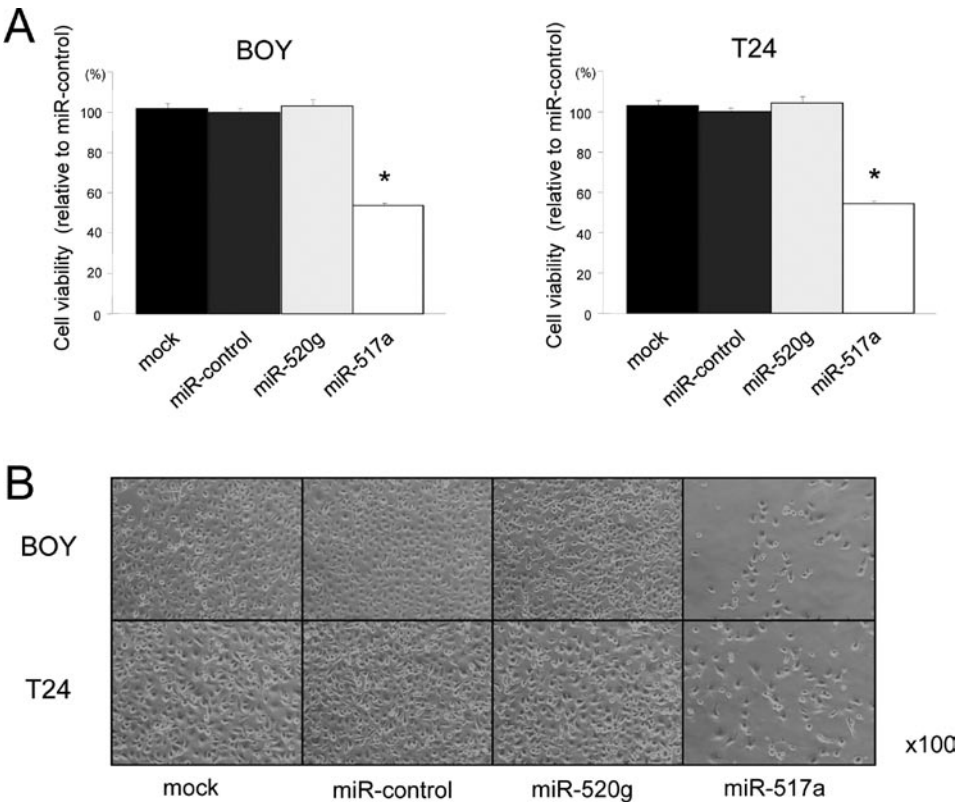 A
BOY
(%)
100
80
60
40
20
0
Cell viability (relative to miR-control)
*
mock
miR-control
miR-520g
miR-517a
T24
(%)
100
80
60
40
20
0
Cell viability (relative to miR-control)
*
mock
miR-control
miR-520g
miR-517a
B
BOY
T24
x100
mock
miR-control
miR-520g
miR-517a